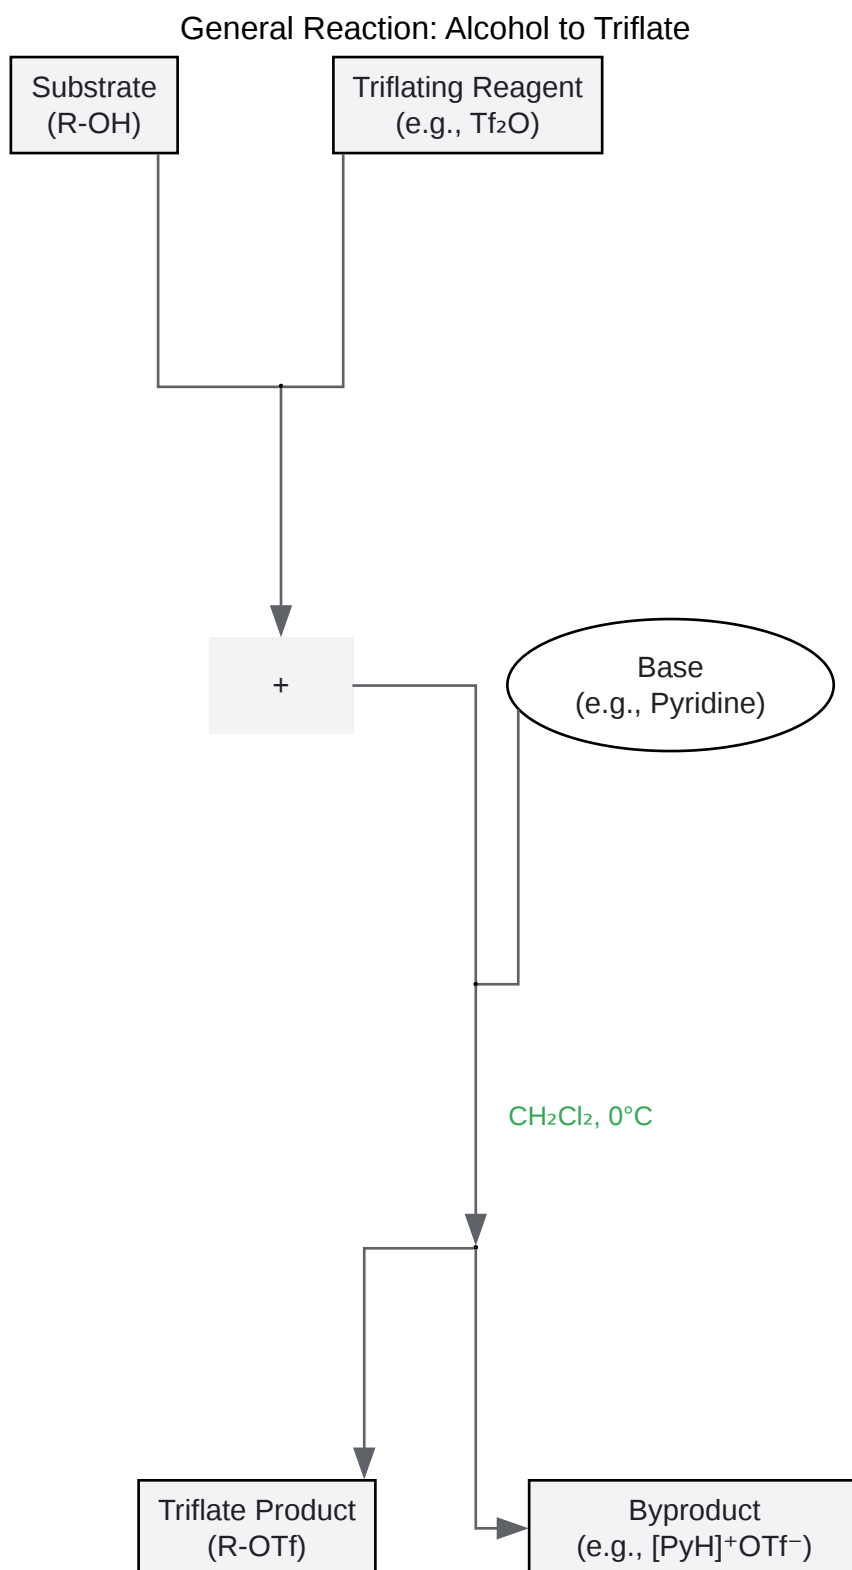 General Reaction: Alcohol to Triflate
Substrate
(R-OH)
Triflating Reagent
(e.g., Tf₂O)
+
Base
(e.g., Pyridine)
CH₂Cl₂, 0°C
Triflate Product
(R-OTf)
Byproduct
(e.g., [PyH]⁺OTf⁻)